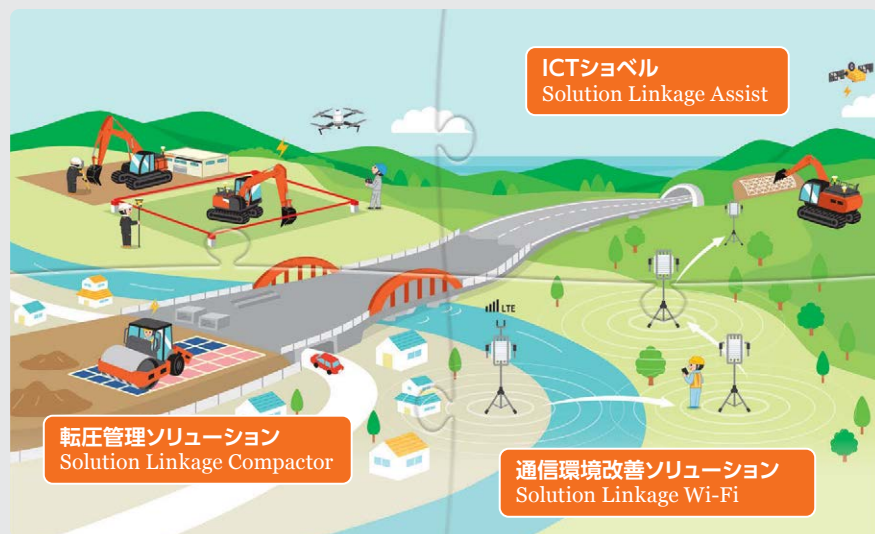 ICTショベル
Solution Linkage Assist
LTE
転圧管理ソリューション
Solution Linkage Compactor
通信環境改善ソリューション
Solution Linkage Wi-Fi